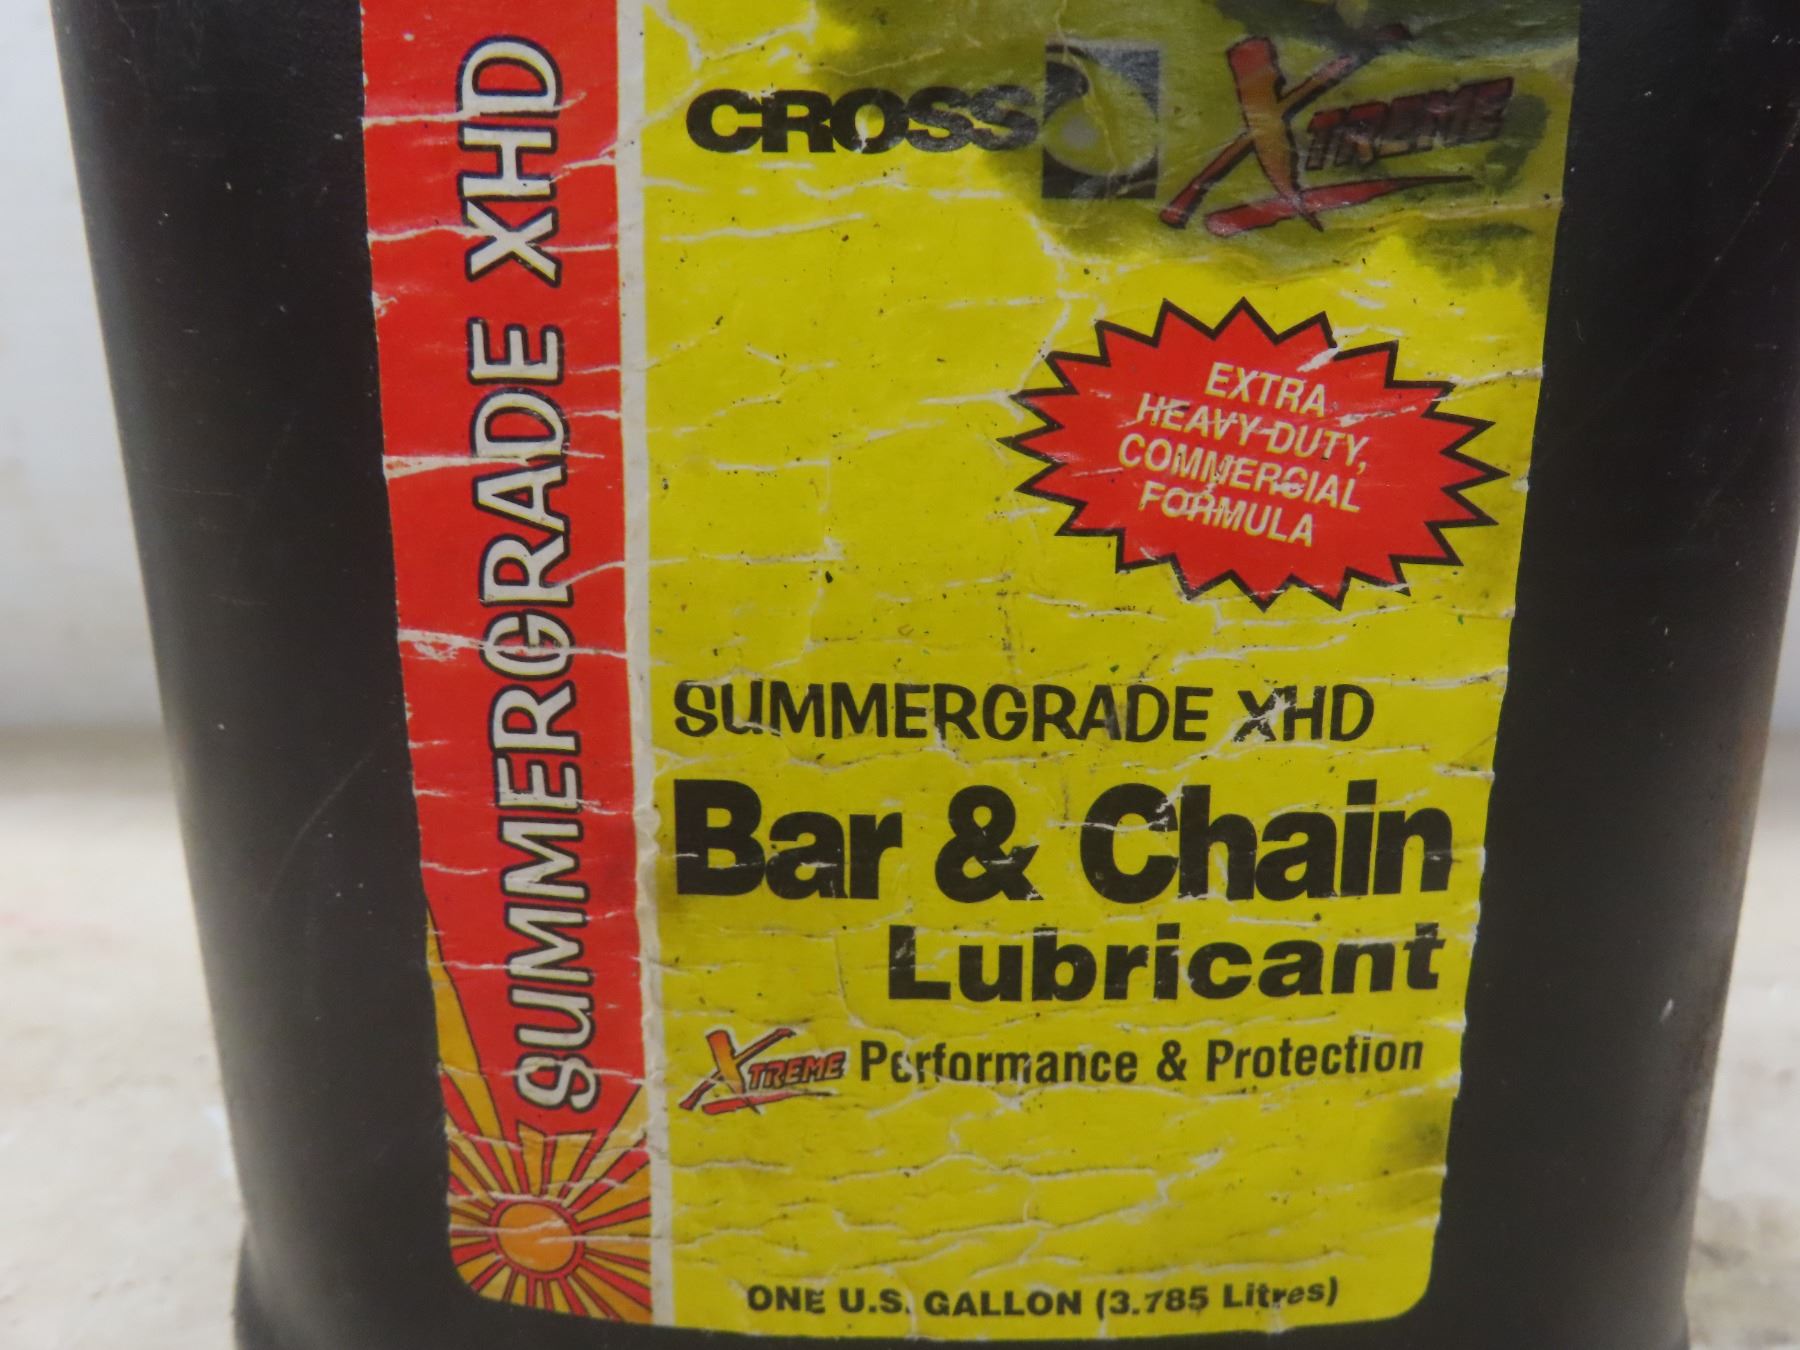 SUMMERGRADE XHD
CROSS
XTREME
EXTRA
HEAVY-DUTY,
COMMERCIAL
FORMULA
SUMMERGRADE XHD
Bar & Chain
Lubricant
XTREME Performance & Protection
ONE U.S. GALLON (3.785 Litres)